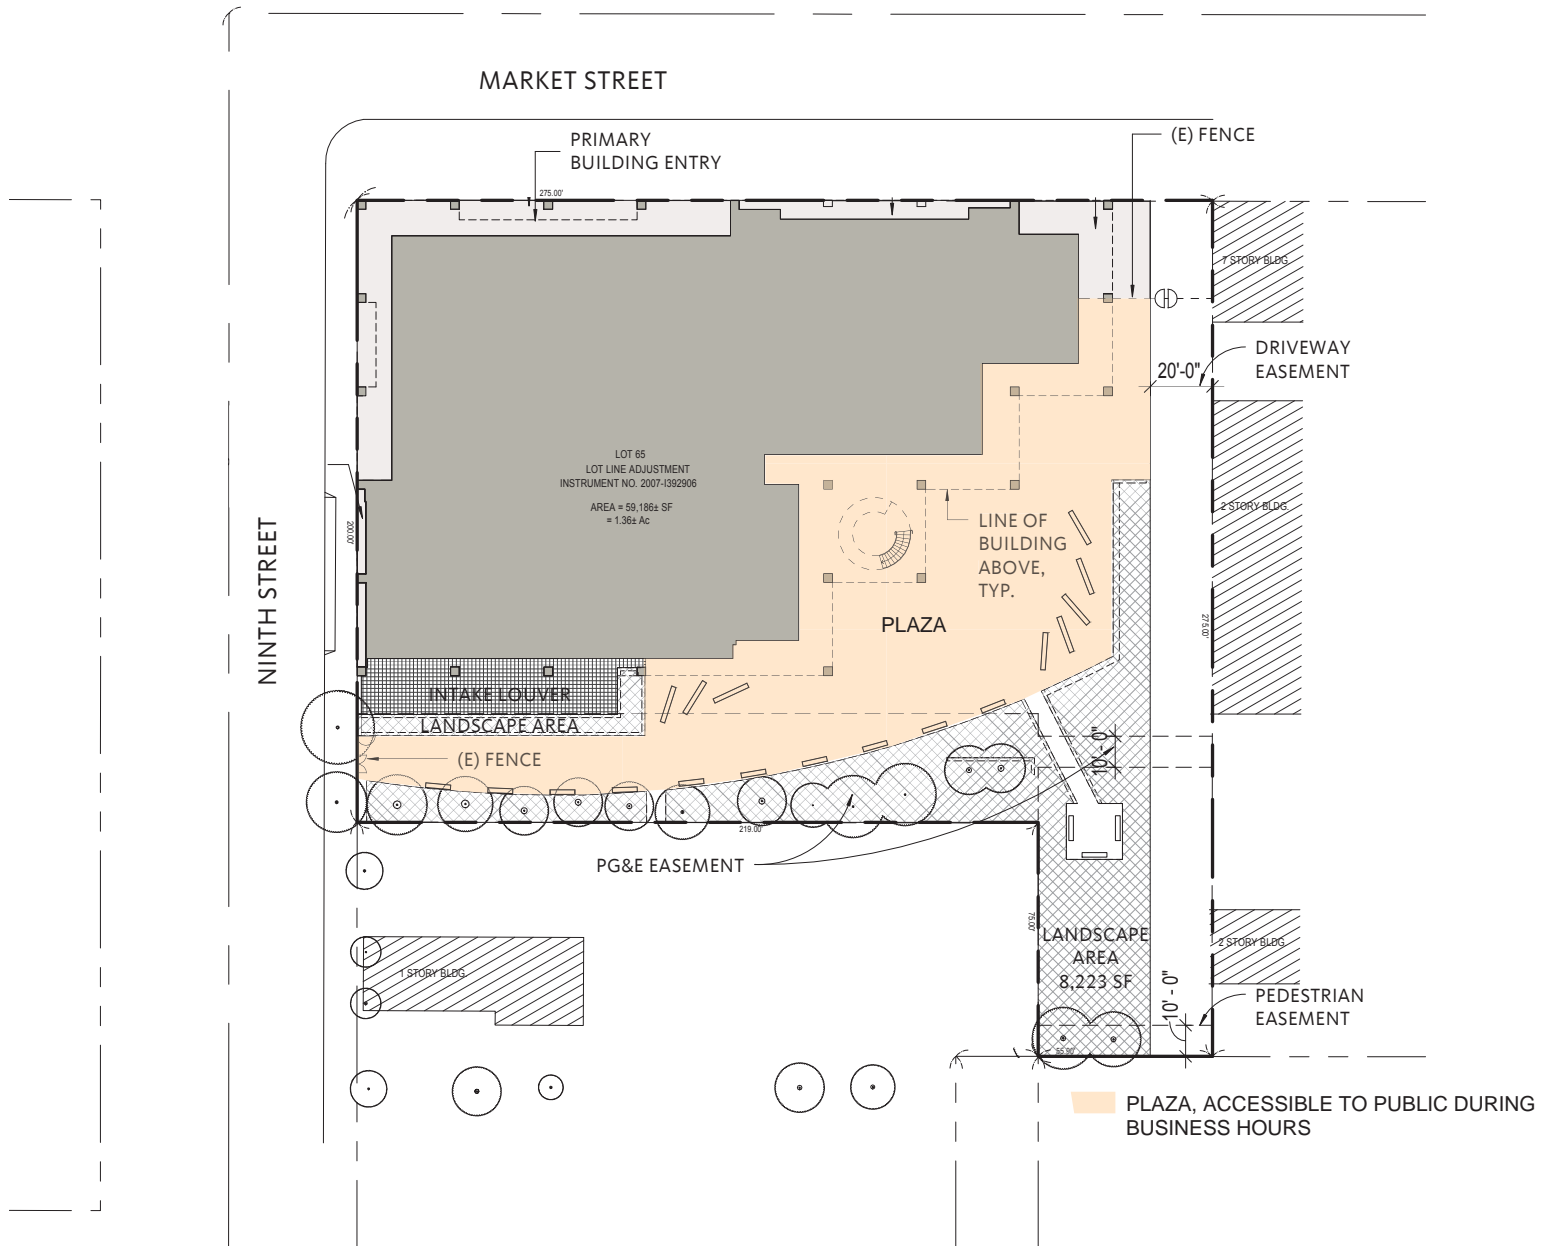 MARKET STREET
PRIMARY
BUILDING ENTRY
(E) FENCE
275.00'
7 STORY BLDG.
DRIVEWAY
EASEMENT
20'-0"
LOT 65
LOT LINE ADJUSTMENT
INSTRUMENT NO. 2007-I392906
AREA = 59,186± SF
= 1.36± Ac
2 STORY BLDG.
LINE OF
BUILDING
ABOVE,
TYP.
200.00'
NINTH STREET
PLAZA
275.00'
INTAKE LOUVER
LANDSCAPE AREA
(E) FENCE
10' - 0"
219.00'
PG&E EASEMENT
75.00'
LANDSCAPE
AREA
8,223 SF
2 STORY BLDG.
1 STORY BLDG.
10' - 0"
PEDESTRIAN
EASEMENT
55.90'
PLAZA, ACCESSIBLE TO PUBLIC DURING
BUSINESS HOURS